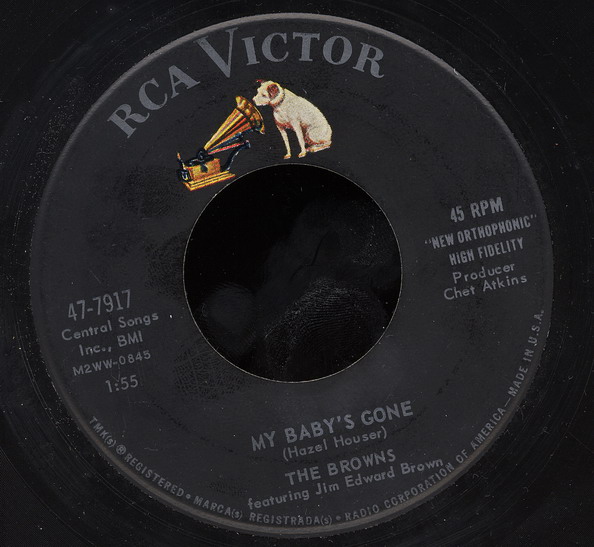 RCA VICTOR
45 RPM
"NEW ORTHOPHONIC"
HIGH FIDELITY
Producer
Chet Atkins
47-7917
Central Songs
Inc., BMI
M2WW-0845
1:55
MY BABY'S GONE
(Hazel Houser)
THE BROWNS
featuring Jim Edward Brown
TMK(s) ® REGISTERED • MARCA(s) REGISTRADA(s) • RADIO CORPORATION OF AMERICA—MADE IN U.S.A.